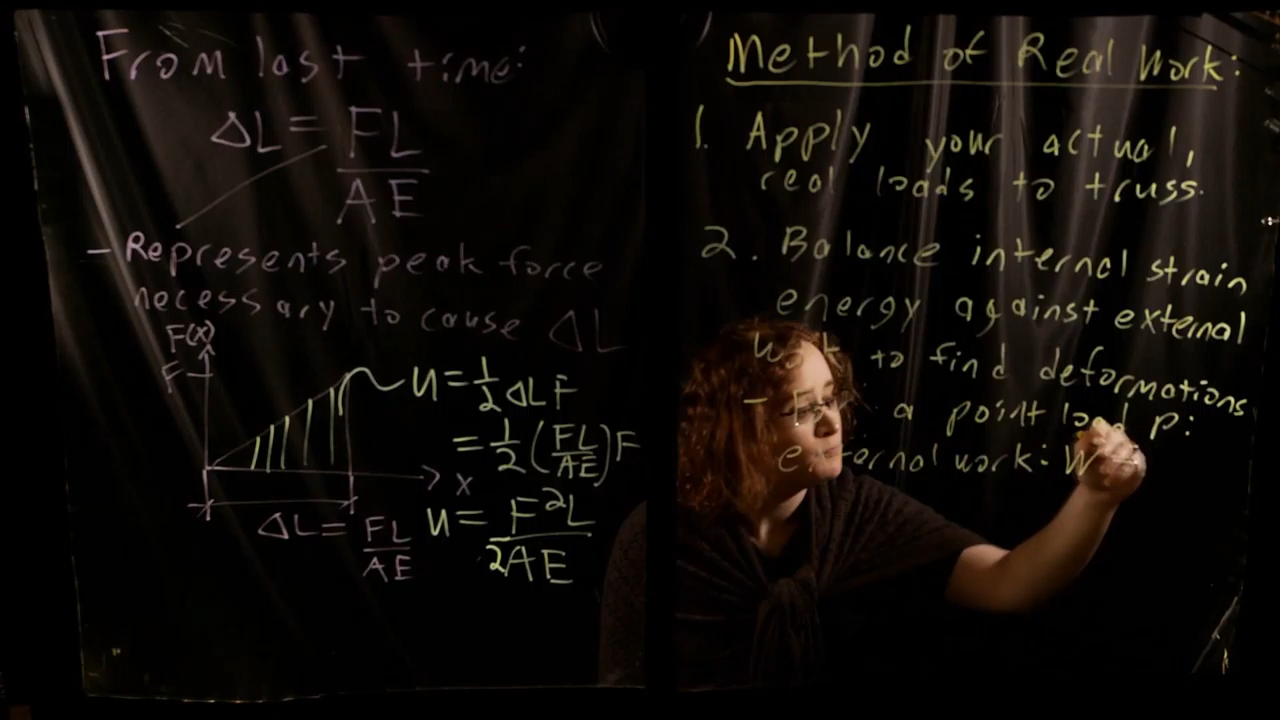 From last time:
ΔL = FL
AE
- Represents peak force
necessary to cause ΔL
F(x)
F
x
ΔL = FL
AE
u = 1/2 ΔL F
= 1/2 (FL/AE) F
u = F²L
2AE
Method of Real Work:
1. Apply your actual,
real loads to truss.
2. Balance internal strain
energy against external
to find deformations
- a point load P:
external work: W